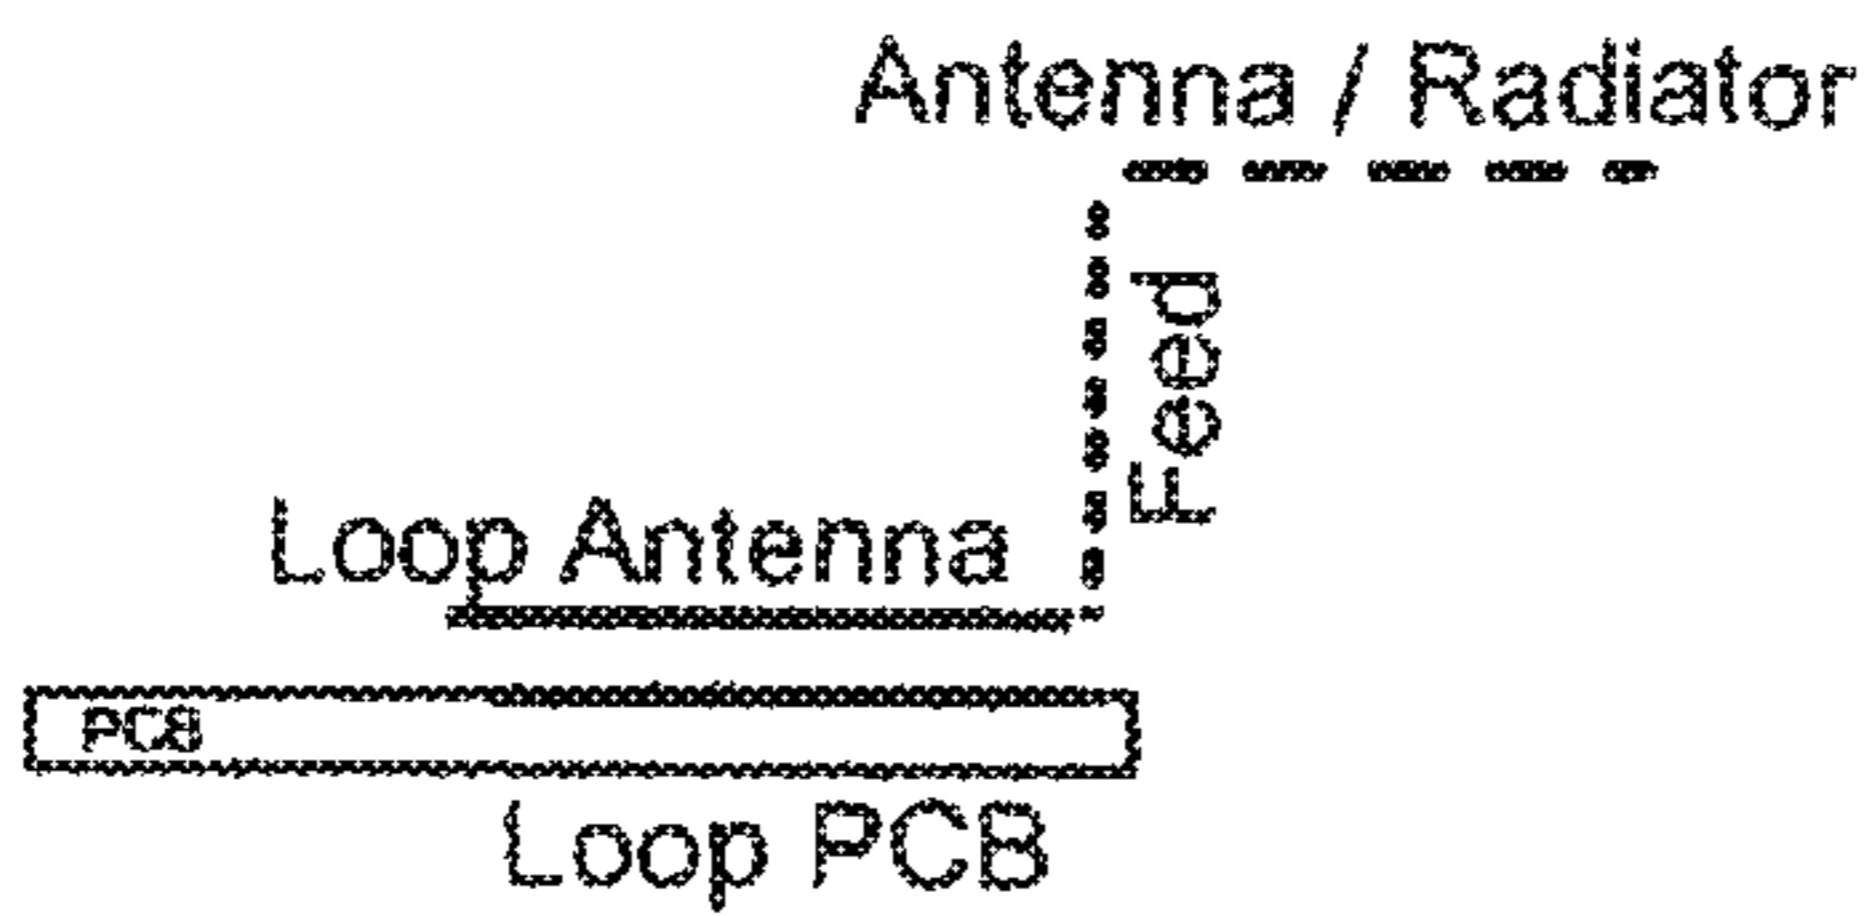 Antenna / Radiator
Feed
Loop Antenna
PCB
Loop PCB